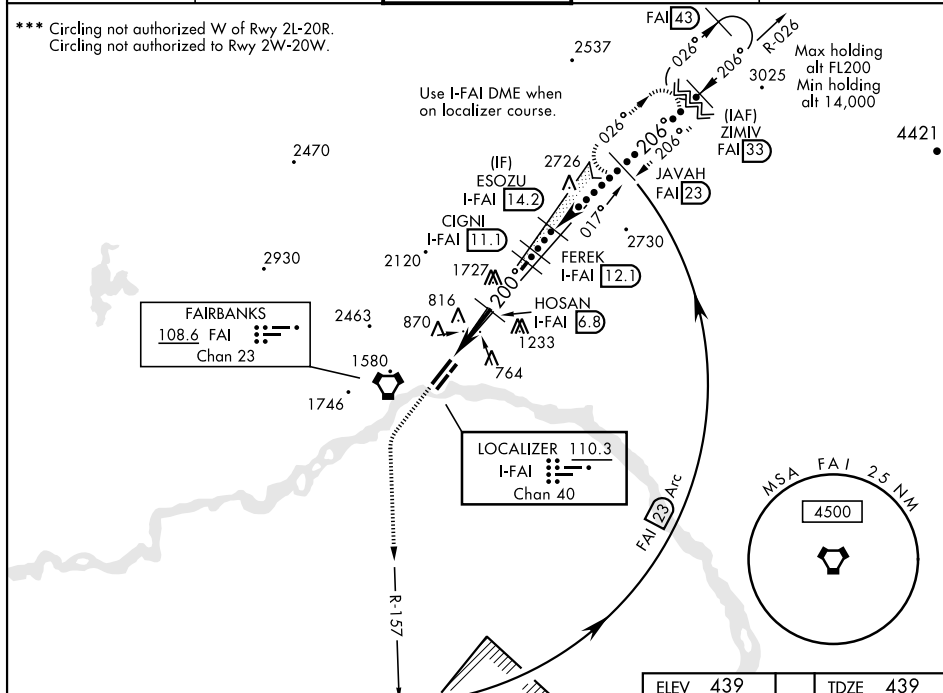 *** Circling not authorized W of Rwy 2L-20R.
Circling not authorized to Rwy 2W-20W.
FAI 43
R-026
026°
206°
2537
Max holding
alt FL200
Min holding
alt 14,000
3025
Use I-FAI DME when
on localizer course.
026°
206°
206°
(IAF)
ZIMIV
FAI 33
4421
2470
(IF)
ESOZU
I-FAI 14.2
2726
JAVAH
FAI 23
CIGNI
I-FAI 11.1
017°
2730
2930
2120
1727
FEREK
I-FAI 12.1
200°
HOSAN
I-FAI 6.8
816
870
1233
764
FAIRBANKS
108.6 FAI
Chan 23
2463
1580
1746
LOCALIZER 110.3
I-FAI
Chan 40
FAI 23 Arc
MSA FAI 25 NM
4500
R-157
ELEV 439
TDZE 439